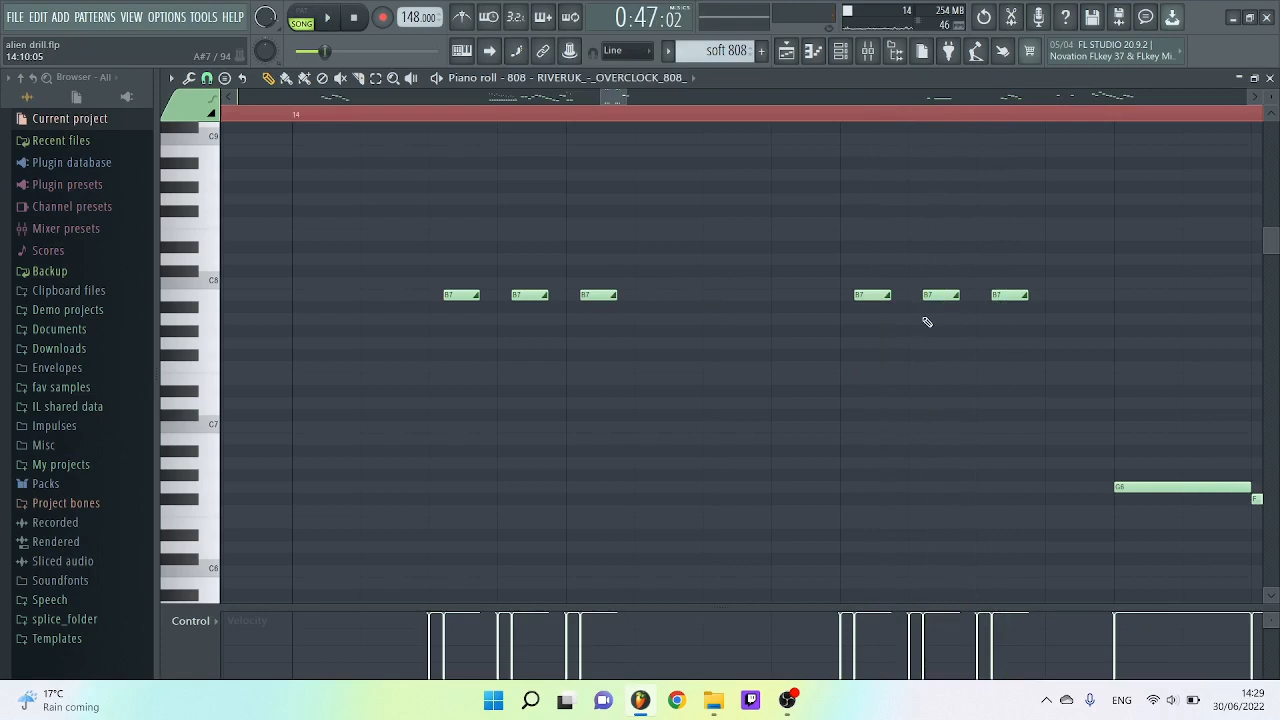 FILE EDIT ADD PATTERNS VIEW OPTIONS TOOLS HELP
PAT
SONG
148.000
3.2.
0:47:02
M:S:CS
14
254 MB
46
alien drill.flp
14:10:05
A#7 / 94
Line
soft 808
05/04 FL STUDIO 20.9.2 |
Novation FLkey 37 & FLkey Mi..
Browser - All
Piano roll - 808 - RIVERUK_-_OVERCLOCK_808_
Current project
Recent files
Plugin database
Plugin presets
Channel presets
Mixer presets
Scores
Backup
Clipboard files
Demo projects
Documents
Downloads
Envelopes
fav samples
IL shared data
Impulses
Misc
My projects
Packs
Project bones
Recorded
Rendered
Sliced audio
Soundfonts
Speech
splice_folder
Templates
14
C9
C8
C7
C6
B7
B7
B7
B7
B7
B7
G6
F
Control
Velocity
17°C
Rain coming
ENG
14:29
30/06/2022